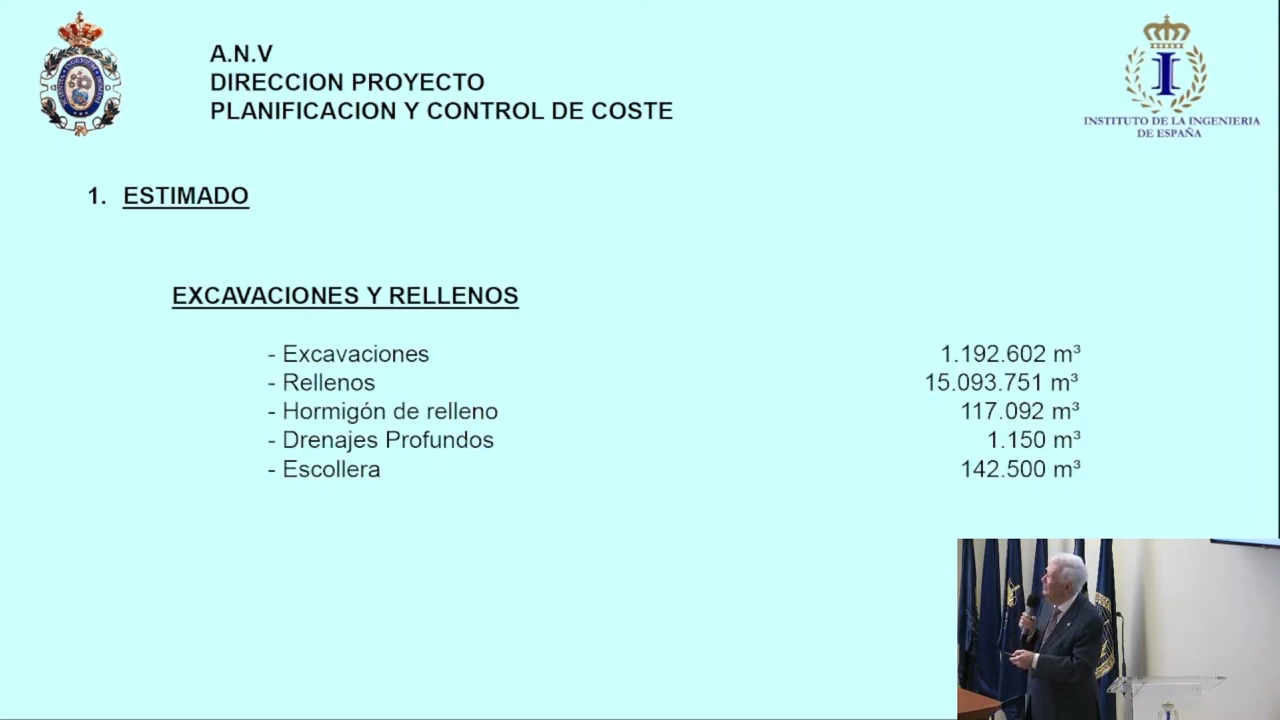 A.N.V
DIRECCION PROYECTO
PLANIFICACION Y CONTROL DE COSTE
INSTITUTO DE LA INGENIERIA
DE ESPAÑA
1. ESTIMADO
EXCAVACIONES Y RELLENOS
- Excavaciones 1.192.602 m³
- Rellenos 15.093.751 m³
- Hormigón de relleno 117.092 m³
- Drenajes Profundos 1.150 m³
- Escollera 142.500 m³